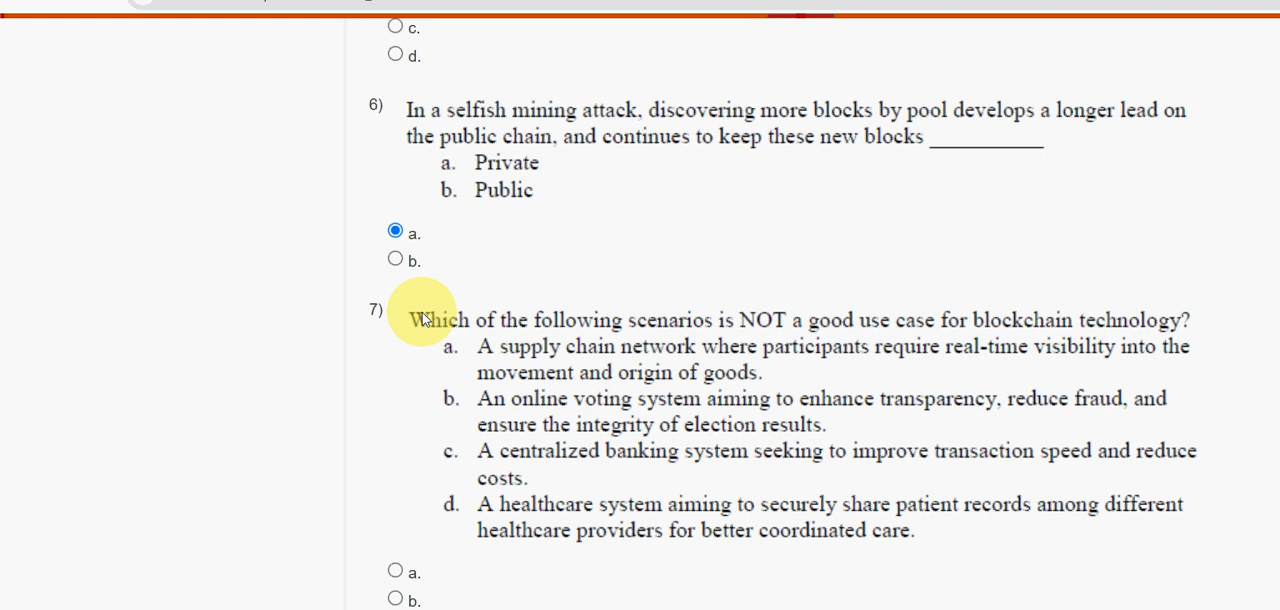 c.
d.
6)
In a selfish mining attack, discovering more blocks by pool develops a longer lead on
the public chain, and continues to keep these new blocks ___________
a. Private
b. Public
a.
b.
7)
Which of the following scenarios is NOT a good use case for blockchain technology?
a. A supply chain network where participants require real-time visibility into the
movement and origin of goods.
b. An online voting system aiming to enhance transparency, reduce fraud, and
ensure the integrity of election results.
c. A centralized banking system seeking to improve transaction speed and reduce
costs.
d. A healthcare system aiming to securely share patient records among different
healthcare providers for better coordinated care.
a.
b.